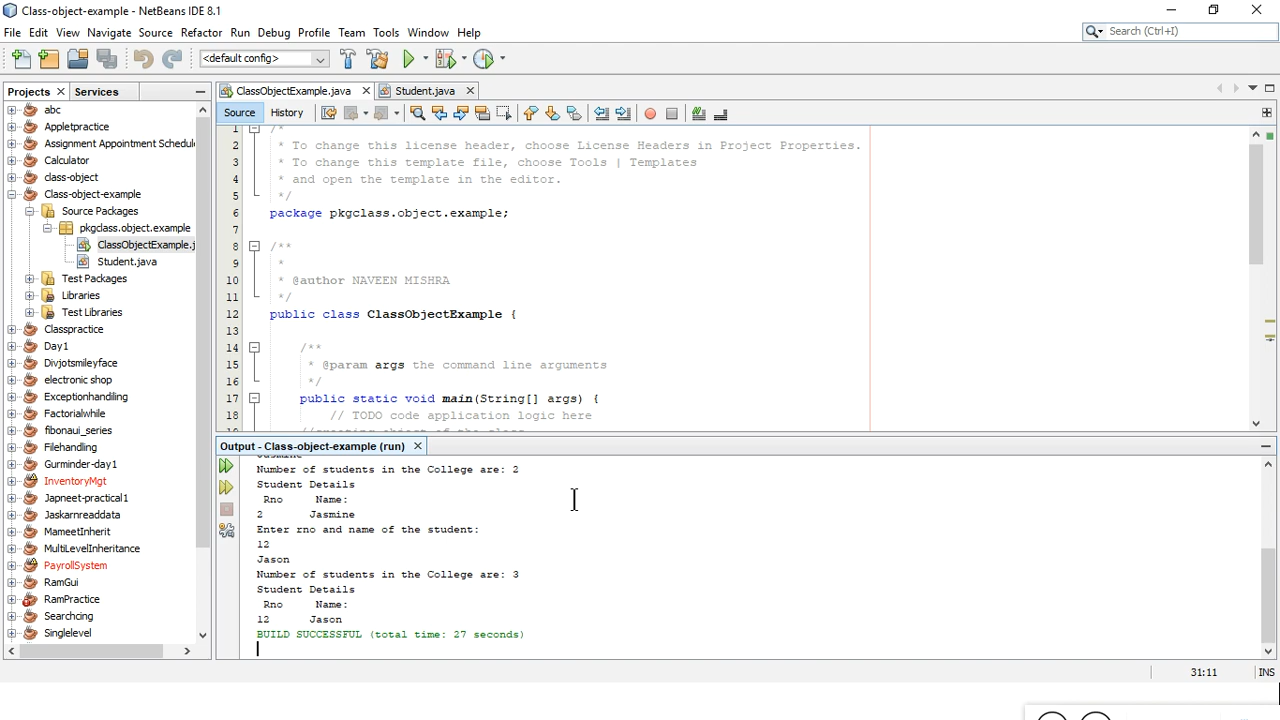 Class-object-example - NetBeans IDE 8.1
File Edit View Navigate Source Refactor Run Debug Profile Team Tools Window Help
Search (Ctrl+I)
<default config>
Projects Services
ClassObjectExample.java Student.java
Source History
abc
Appletpractice
Assignment Appointment Schedul
Calculator
class-object
Class-object-example
Source Packages
pkgclass.object.example
ClassObjectExample.j
Student.java
Test Packages
Libraries
Test Libraries
Classpractice
Day1
Divjotsmileyface
electronic shop
Exceptionhandling
Factorialwhile
fibonaui_series
Filehandling
Gurminder-day1
InventoryMgt
Japneet-practical1
Jaskarnreaddata
MameetInherit
MultiLevelInheritance
PayrollSystem
RamGui
RamPractice
Searching
Singlelevel
1 /*
2 * To change this license header, choose License Headers in Project Properties.
3 * To change this template file, choose Tools | Templates
4 * and open the template in the editor.
5 */
6 package pkgclass.object.example;
7
8 /**
9 *
10 * @author NAVEEN MISHRA
11 */
12 public class ClassObjectExample {
13
14 /**
15 * @param args the command line arguments
16 */
17 public static void main(String[] args) {
18 // TODO code application logic here
Output - Class-object-example (run)
Jasmine
Number of students in the College are: 2
Student Details
Rno Name:
2 Jasmine
Enter rno and name of the student:
12
Jason
Number of students in the College are: 3
Student Details
Rno Name:
12 Jason
BUILD SUCCESSFUL (total time: 27 seconds)
31:11 INS